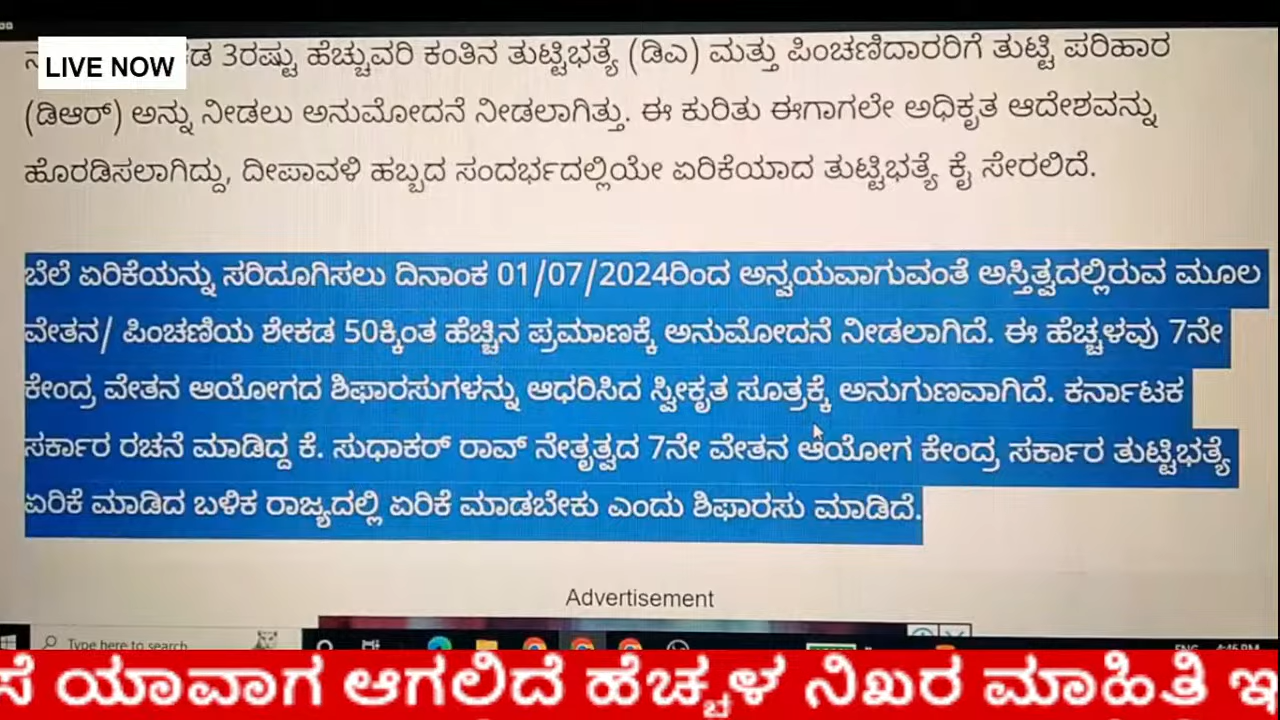 LIVE NOW
3ರಷ್ಟು ಹೆಚ್ಚುವರಿ ಕಂತಿನ ತುಟ್ಟಿಭತ್ಯೆ (ಡಿಎ) ಮತ್ತು ಪಿಂಚಣಿದಾರರಿಗೆ ತುಟ್ಟಿ ಪರಿಹಾರ
(ಡಿಆರ್) ಅನ್ನು ನೀಡಲು ಅನುಮೋದನೆ ನೀಡಲಾಗಿತ್ತು. ಈ ಕುರಿತು ಈಗಾಗಲೇ ಅಧಿಕೃತ ಆದೇಶವನ್ನು
ಹೊರಡಿಸಲಾಗಿದ್ದು, ದೀಪಾವಳಿ ಹಬ್ಬದ ಸಂದರ್ಭದಲ್ಲಿಯೇ ಏರಿಕೆಯಾದ ತುಟ್ಟಿಭತ್ಯೆ ಕೈ ಸೇರಲಿದೆ.
ಬೆಲೆ ಏರಿಕೆಯನ್ನು ಸರಿದೂಗಿಸಲು ದಿನಾಂಕ 01/07/2024ರಿಂದ ಅನ್ವಯವಾಗುವಂತೆ ಅಸ್ತಿತ್ವದಲ್ಲಿರುವ ಮೂಲ
ವೇತನ/ ಪಿಂಚಣಿಯ ಶೇಕಡ 50ಕ್ಕಿಂತ ಹೆಚ್ಚಿನ ಪ್ರಮಾಣಕ್ಕೆ ಅನುಮೋದನೆ ನೀಡಲಾಗಿದೆ. ಈ ಹೆಚ್ಚಳವು 7ನೇ
ಕೇಂದ್ರ ವೇತನ ಆಯೋಗದ ಶಿಫಾರಸುಗಳನ್ನು ಆಧರಿಸಿದ ಸ್ವೀಕೃತ ಸೂತ್ರಕ್ಕೆ ಅನುಗುಣವಾಗಿದೆ. ಕರ್ನಾಟಕ
ಸರ್ಕಾರ ರಚನೆ ಮಾಡಿದ್ದ ಕೆ. ಸುಧಾಕರ್ ರಾವ್ ನೇತೃತ್ವದ 7ನೇ ವೇತನ ಆಯೋಗ ಕೇಂದ್ರ ಸರ್ಕಾರ ತುಟ್ಟಿಭತ್ಯೆ
ಏರಿಕೆ ಮಾಡಿದ ಬಳಿಕ ರಾಜ್ಯದಲ್ಲಿ ಏರಿಕೆ ಮಾಡಬೇಕು ಎಂದು ಶಿಫಾರಸು ಮಾಡಿದೆ.
Advertisement
Type here to search
ಯಾವಾಗ ಆಗಲಿದೆ ಹೆಚ್ಚಳ ನಿಖರ ಮಾಹಿತಿ